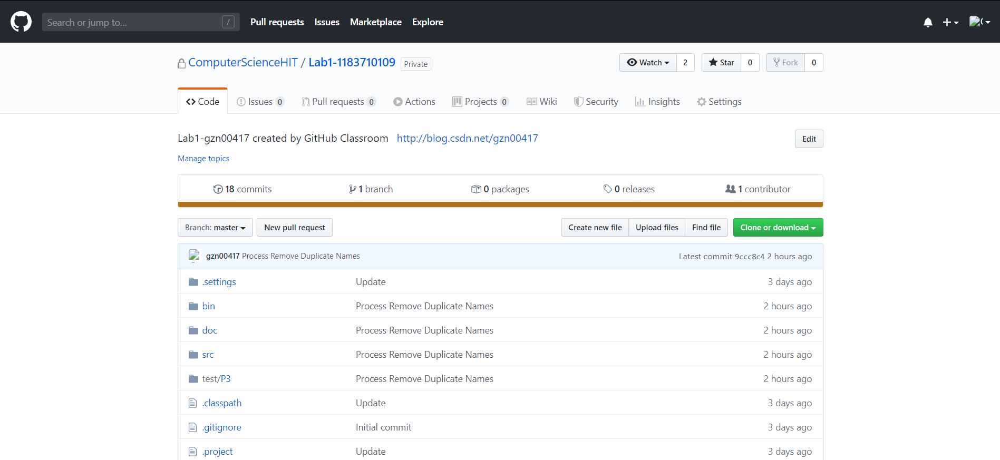 Search or jump to... / Pull requests Issues Marketplace Explore
ComputerScienceHIT / Lab1-1183710109 Private Watch 2 Star 0 Fork 0
Code Issues 0 Pull requests 0 Actions Projects 0 Wiki Security Insights Settings
Lab1-gzn00417 created by GitHub Classroom http://blog.csdn.net/gzn00417 Edit
Manage topics
18 commits 1 branch 0 packages 0 releases 1 contributor
Branch: master New pull request Create new file Upload files Find file Clone or download
gzn00417 Process Remove Duplicate Names Latest commit 9ccc8c4 2 hours ago
.settings Update 3 days ago
bin Process Remove Duplicate Names 2 hours ago
doc Process Remove Duplicate Names 2 hours ago
src Process Remove Duplicate Names 2 hours ago
test/P3 Process Remove Duplicate Names 2 hours ago
.classpath Update 3 days ago
.gitignore Initial commit 3 days ago
.project Update 3 days ago